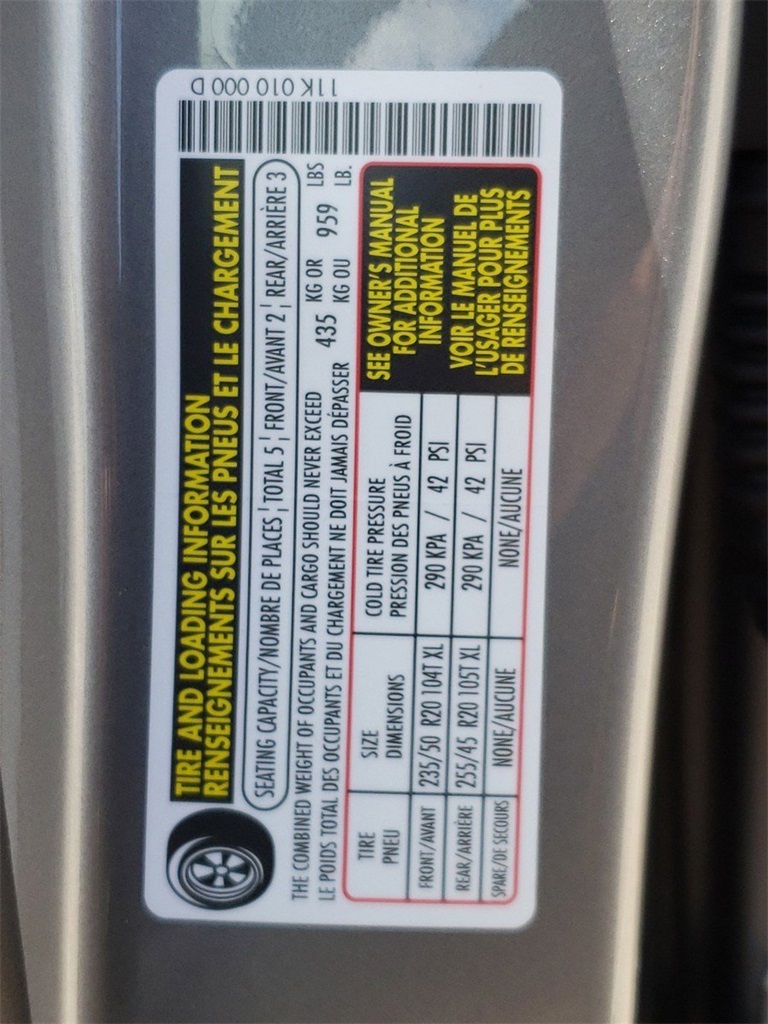 11K 010 000 D
TIRE AND LOADING INFORMATION
RENSEIGNEMENTS SUR LES PNEUS ET LE CHARGEMENT
SEATING CAPACITY/NOMBRE DE PLACES ¦ TOTAL 5 ¦ FRONT/AVANT 2 ¦ REAR/ARRIÈRE 3
THE COMBINED WEIGHT OF OCCUPANTS AND CARGO SHOULD NEVER EXCEED 435 KG OR 959 LBS
LE POIDS TOTAL DES OCCUPANTS ET DU CHARGEMENT NE DOIT JAMAIS DÉPASSER KG OU LB.
TIRE SIZE COLD TIRE PRESSURE
PNEU DIMENSIONS PRESSION DES PNEUS À FROID
FRONT/AVANT 235/50 R20 104T XL 290 KPA / 42 PSI
REAR/ARRIÈRE 255/45 R20 105T XL 290 KPA / 42 PSI
SPARE/DE SECOURS NONE/AUCUNE NONE/AUCUNE
SEE OWNER'S MANUAL
FOR ADDITIONAL
INFORMATION
VOIR LE MANUEL DE
L'USAGER POUR PLUS
DE RENSEIGNEMENTS